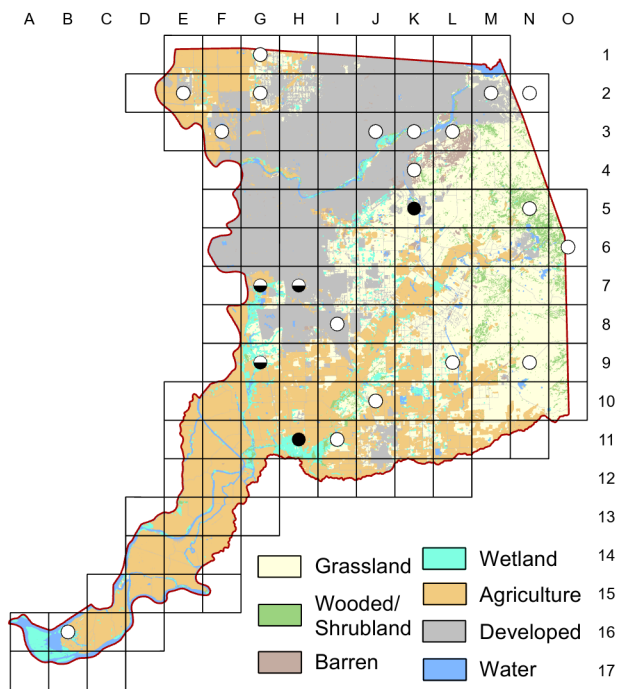 A B C D E F G H I J K L M N O
1
2
3
4
5
6
7
8
9
10
11
12
13
14
15
16
17
Grassland
Wooded/
Shrubland
Barren
Wetland
Agriculture
Developed
Water